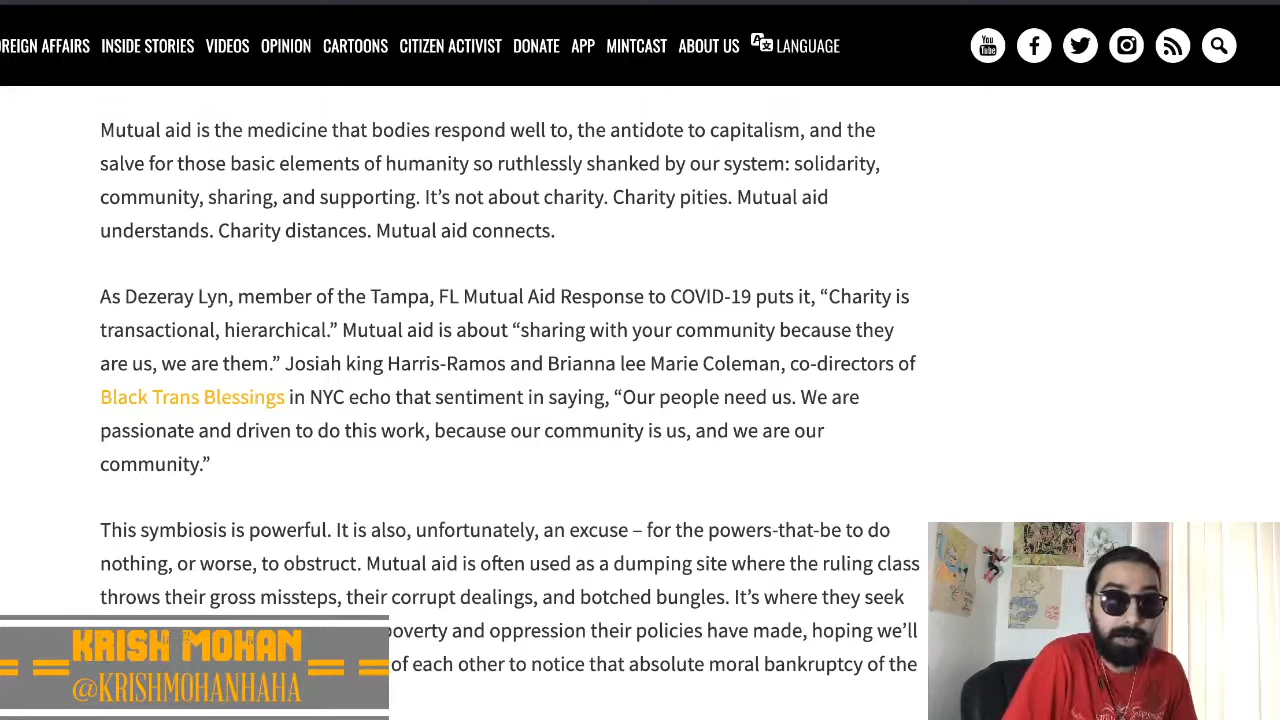 OREIGN AFFAIRS INSIDE STORIES VIDEOS OPINION CARTOONS CITIZEN ACTIVIST DONATE APP MINTCAST ABOUT US LANGUAGE
You Tube
Mutual aid is the medicine that bodies respond well to, the antidote to capitalism, and the
salve for those basic elements of humanity so ruthlessly shanked by our system: solidarity,
community, sharing, and supporting. It’s not about charity. Charity pities. Mutual aid
understands. Charity distances. Mutual aid connects.
As Dezeray Lyn, member of the Tampa, FL Mutual Aid Response to COVID-19 puts it, “Charity is
transactional, hierarchical.” Mutual aid is about “sharing with your community because they
are us, we are them.” Josiah king Harris-Ramos and Brianna lee Marie Coleman, co-directors of
Black Trans Blessings in NYC echo that sentiment in saying, “Our people need us. We are
passionate and driven to do this work, because our community is us, and we are our
community.”
This symbiosis is powerful. It is also, unfortunately, an excuse – for the powers-that-be to do
nothing, or worse, to obstruct. Mutual aid is often used as a dumping site where the ruling class
throws their gross missteps, their corrupt dealings, and botched bungles. It’s where they seek
poverty and oppression their policies have made, hoping we’ll
of each other to notice that absolute moral bankruptcy of the
KRISH MOHAN
@KRISHMOHANHAHA